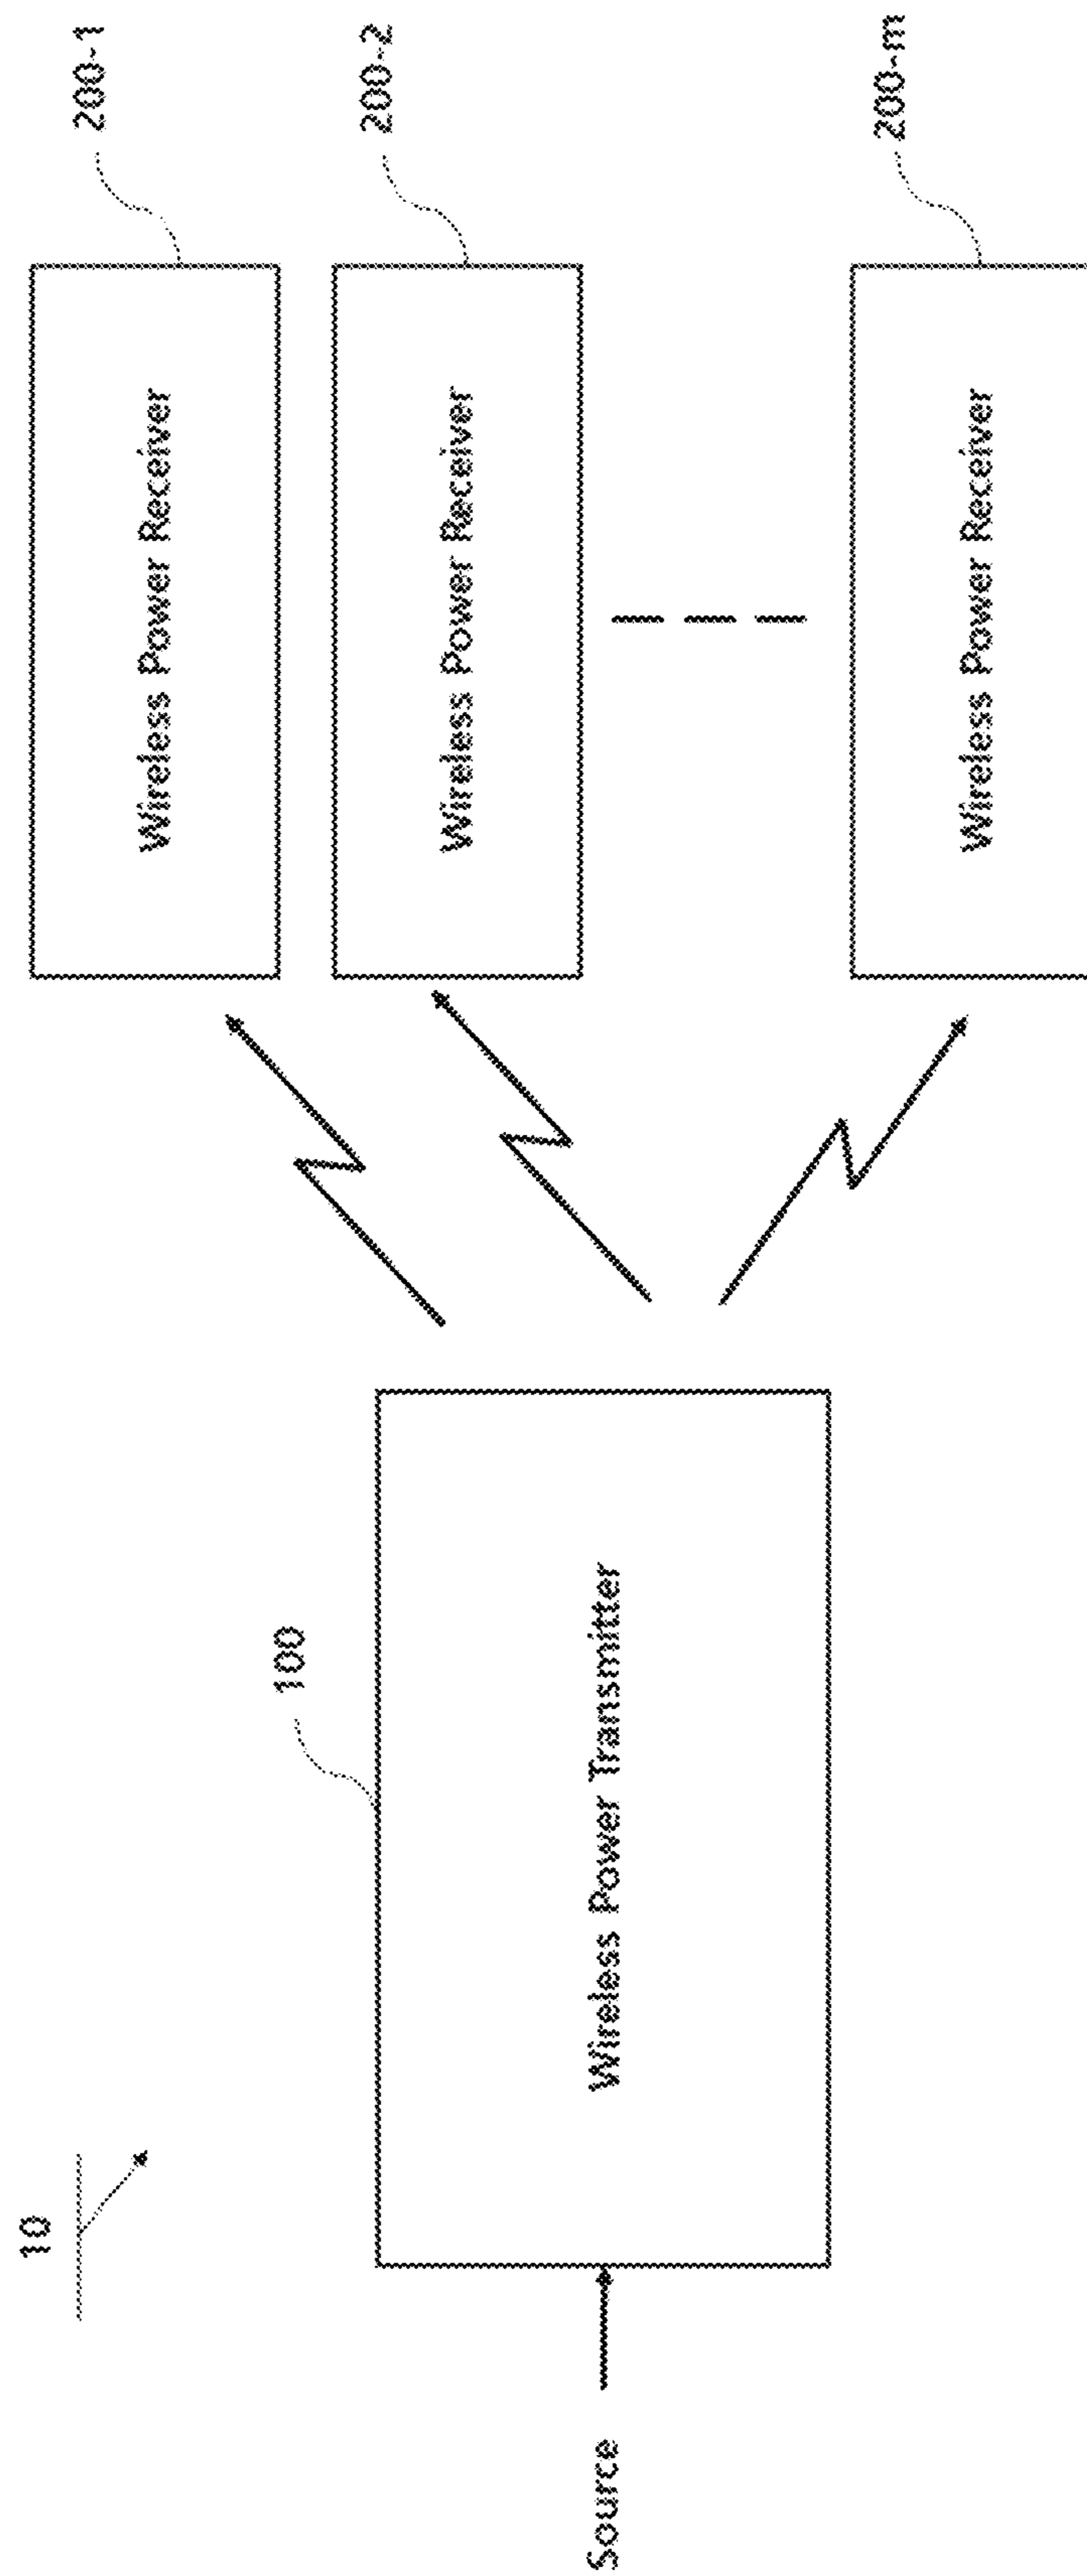 10
Source
Wireless Power Transmitter
100
Wireless Power Receiver
200-1
Wireless Power Receiver
200-2
Wireless Power Receiver
200-m